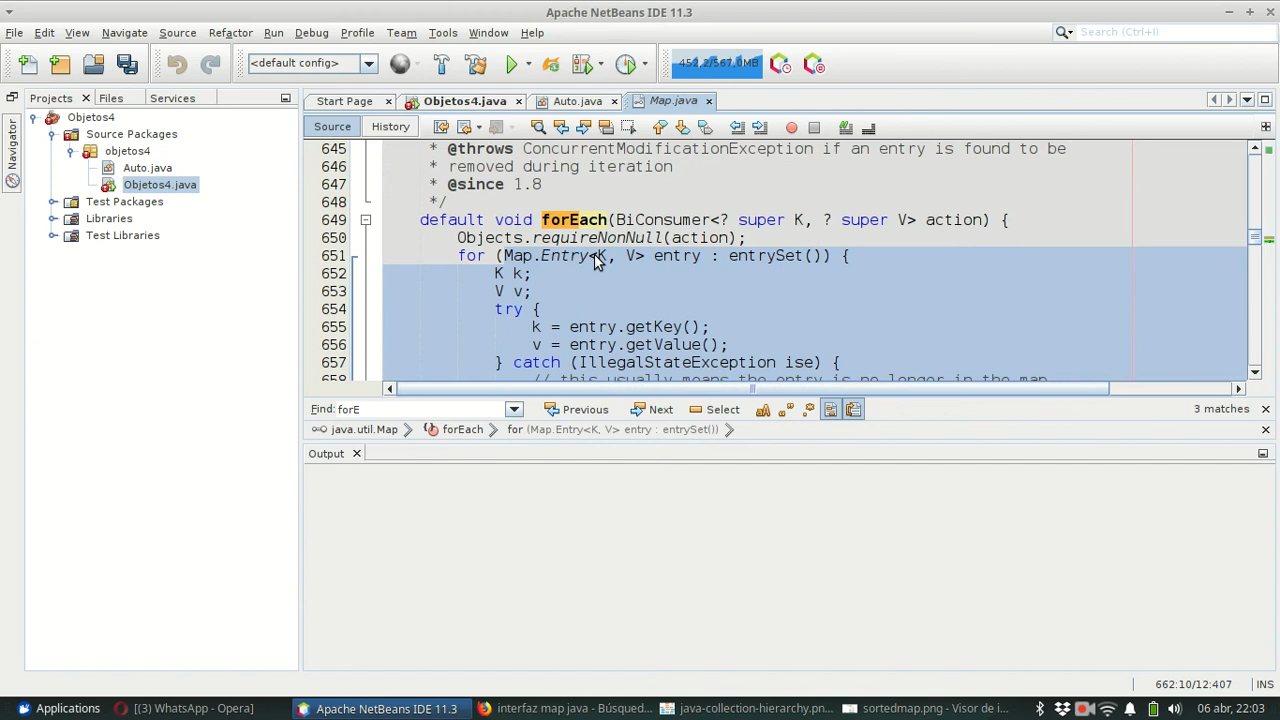 Apache NetBeans IDE 11.3
File Edit View Navigate Source Refactor Run Debug Profile Team Tools Window Help
Search (Ctrl+I)
<default config> 452,2/567,0MB
Projects Files Services
Start Page Objetos4.java Auto.java Map.java
Navigator
Objetos4
Source Packages
objetos4
Auto.java
Objetos4.java
Test Packages
Libraries
Test Libraries
Source History
645 * @throws ConcurrentModificationException if an entry is found to be
646 * removed during iteration
647 * @since 1.8
648 */
649 default void forEach(BiConsumer<? super K, ? super V> action) {
650 Objects.requireNonNull(action);
651 for (Map.Entry<K, V> entry : entrySet()) {
652 K k;
653 V v;
654 try {
655 k = entry.getKey();
656 v = entry.getValue();
657 } catch (IllegalStateException ise) {
658 // this usually means the entry is no longer in the map.
Find: forE Previous Next Select aA 3 matches
java.util.Map forEach for (Map.Entry<K, V> entry : entrySet())
Output
662:10/12:407 INS
Applications [(3) WhatsApp - Opera] Apache NetBeans IDE 11.3 interfaz map java - Búsqued... java-collection-hierarchy.pn... sortedmap.png - Visor de i... 06 abr, 22:03